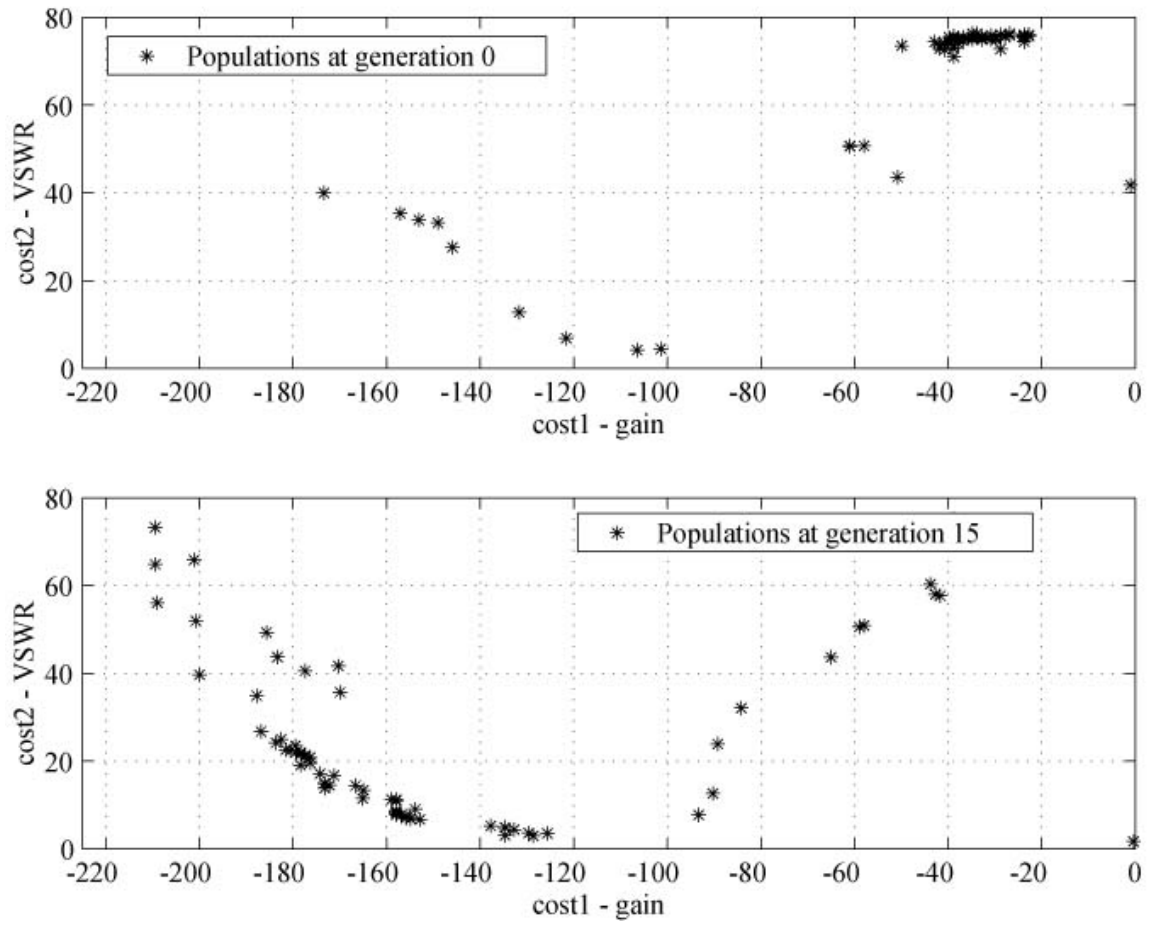 80
60
40
20
0
cost2 - VSWR
* Populations at generation 0
-220 -200 -180 -160 -140 -120 -100 -80 -60 -40 -20 0
cost1 - gain
80
60
40
20
0
cost2 - VSWR
* Populations at generation 15
-220 -200 -180 -160 -140 -120 -100 -80 -60 -40 -20 0
cost1 - gain